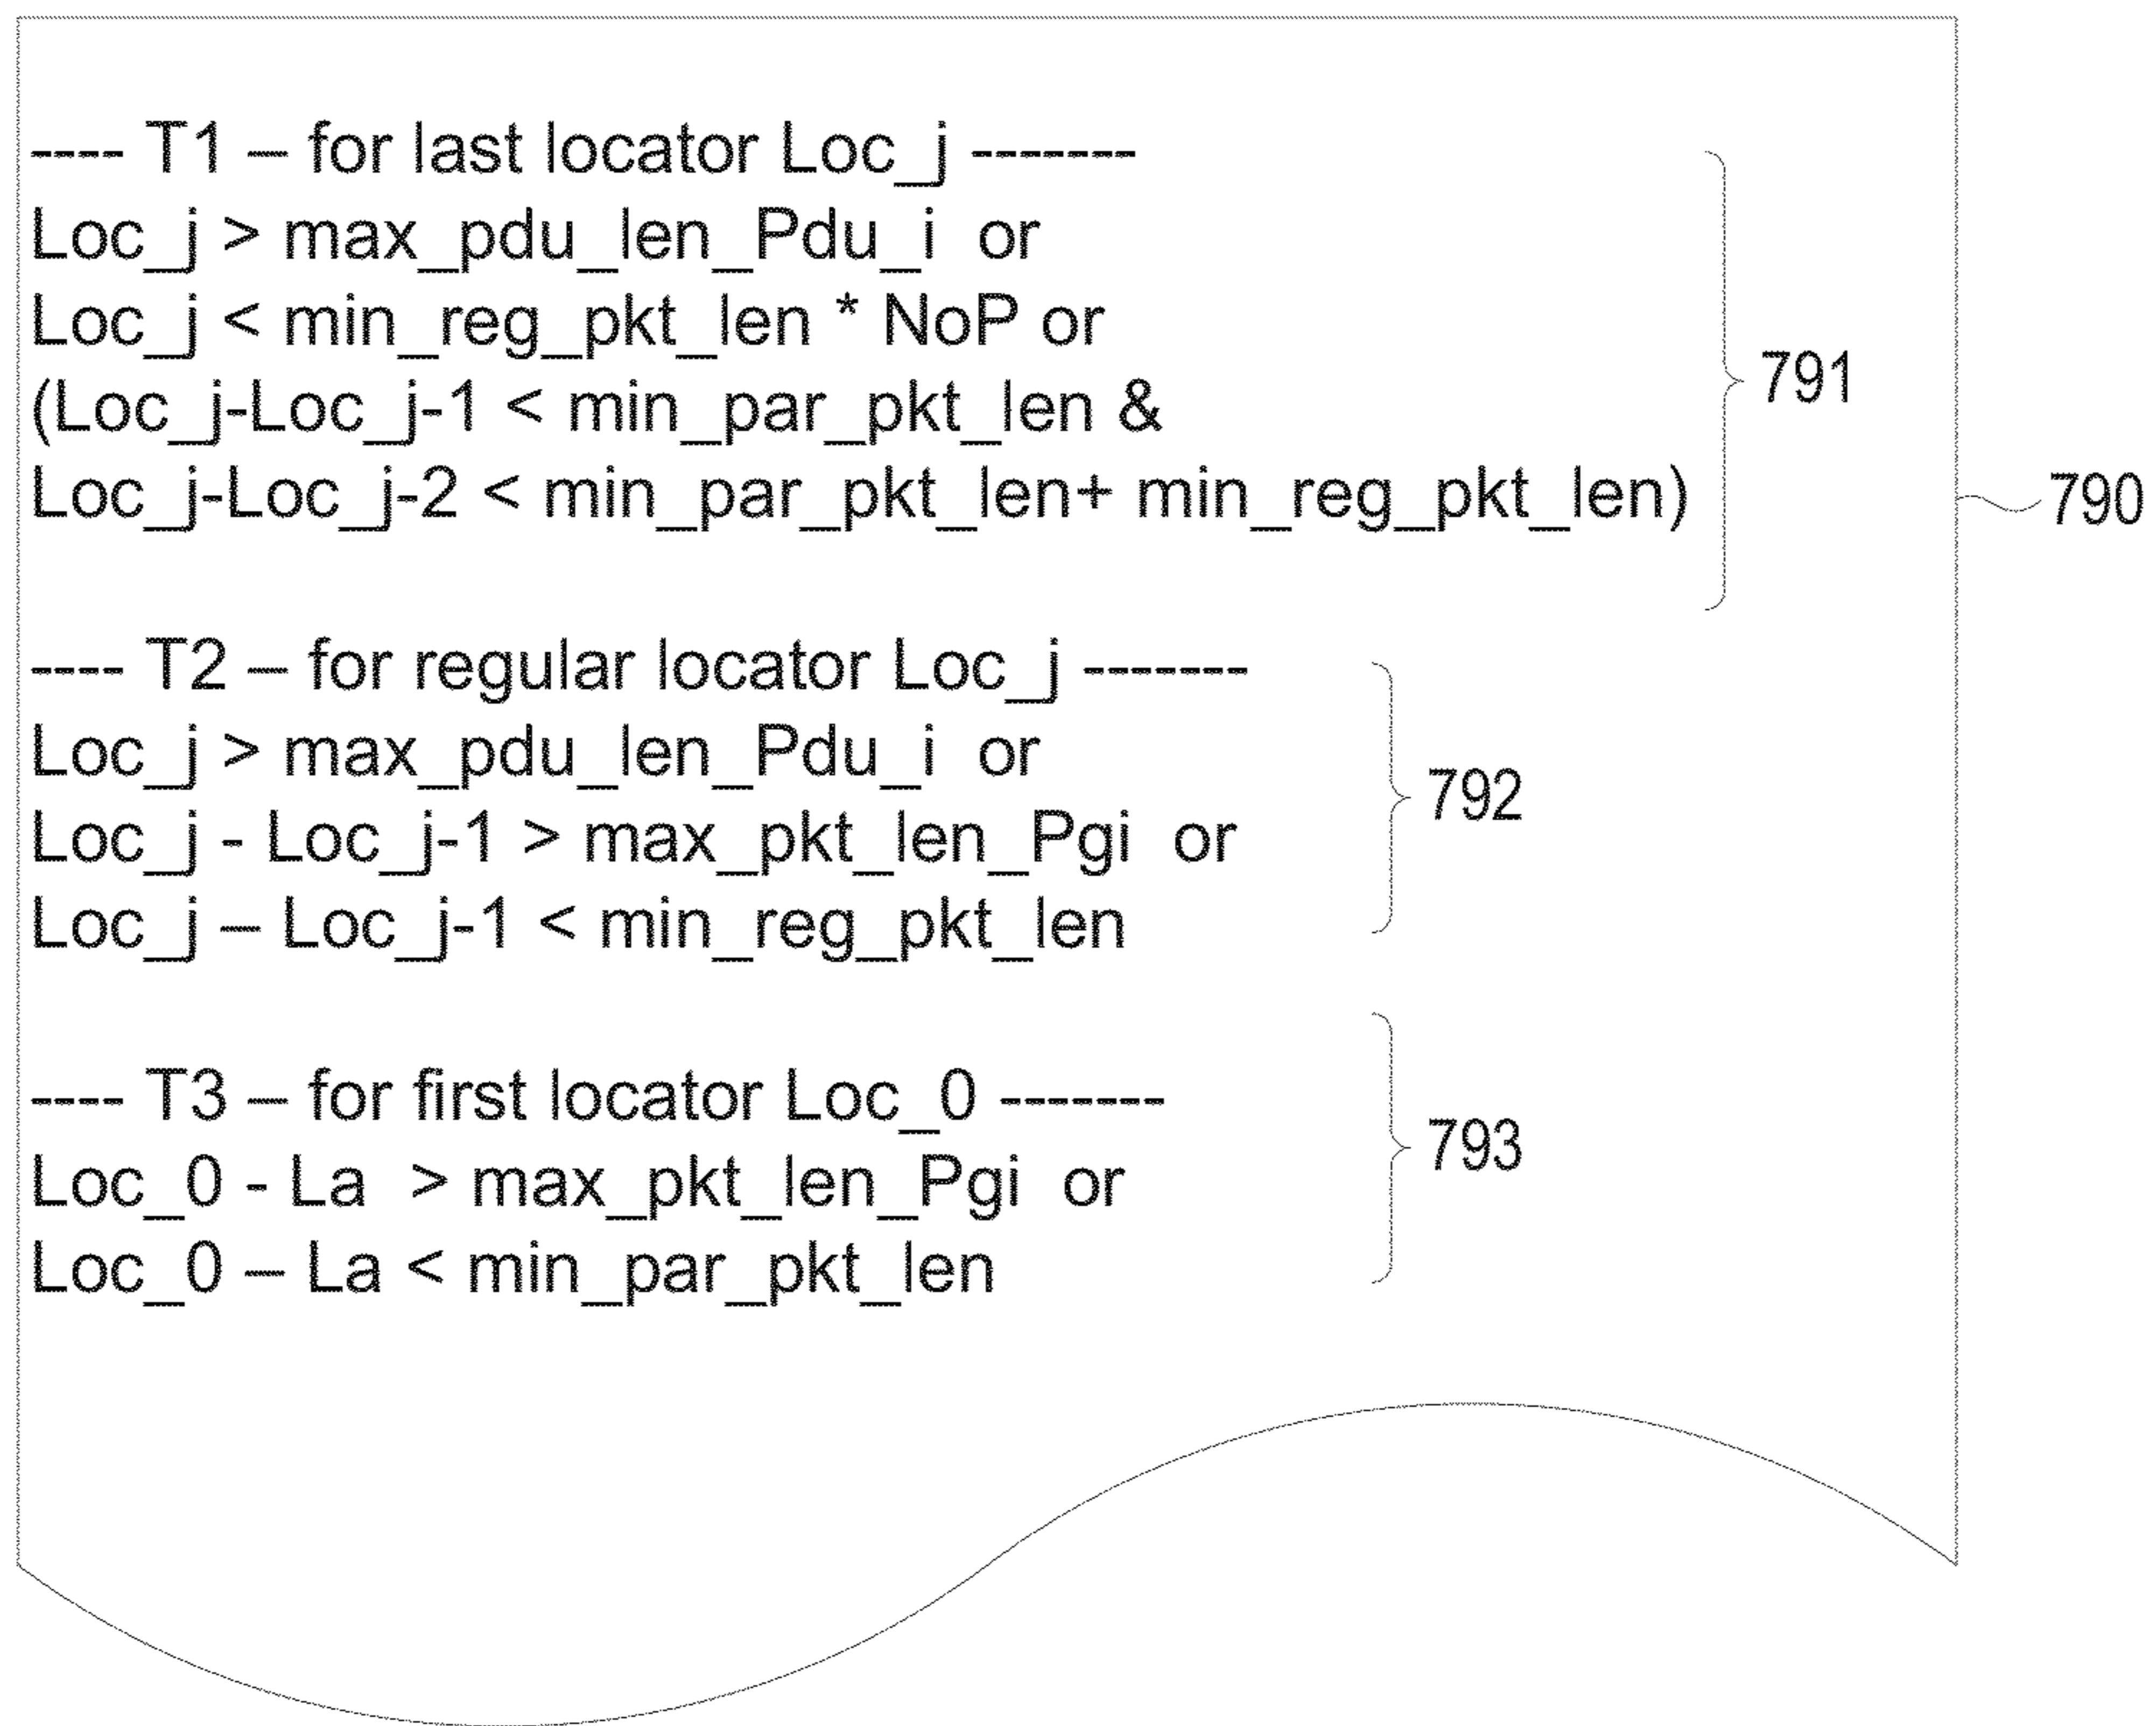 ---- T1 – for last locator Loc_j -------
Loc_j > max_pdu_len_Pdu_i or
Loc_j < min_reg_pkt_len * NoP or
(Loc_j-Loc_j-1 < min_par_pkt_len &
Loc_j-Loc_j-2 < min_par_pkt_len+ min_reg_pkt_len)
791
790
---- T2 – for regular locator Loc_j -------
Loc_j > max_pdu_len_Pdu_i or
Loc_j - Loc_j-1 > max_pkt_len_Pgi or
Loc_j – Loc_j-1 < min_reg_pkt_len
792
---- T3 – for first locator Loc_0 -------
Loc_0 - La > max_pkt_len_Pgi or
Loc_0 – La < min_par_pkt_len
793